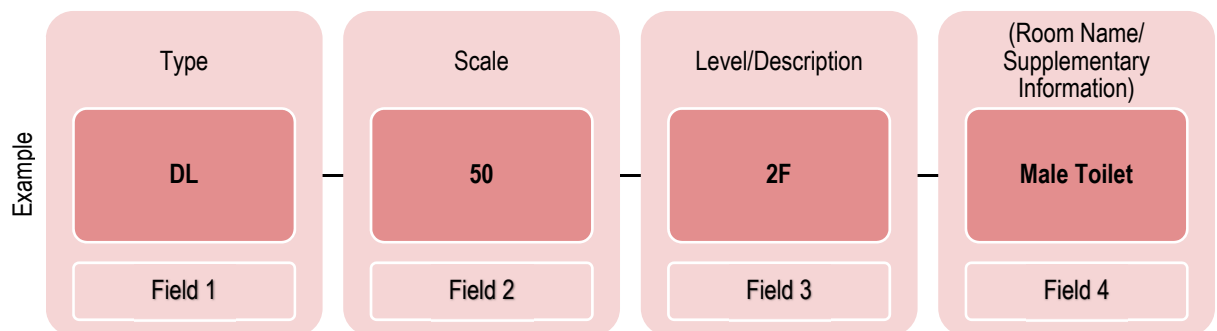 Example
Type
DL
Field 1
Scale
50
Field 2
Level/Description
2F
Field 3
(Room Name/
Supplementary
Information)
Male Toilet
Field 4